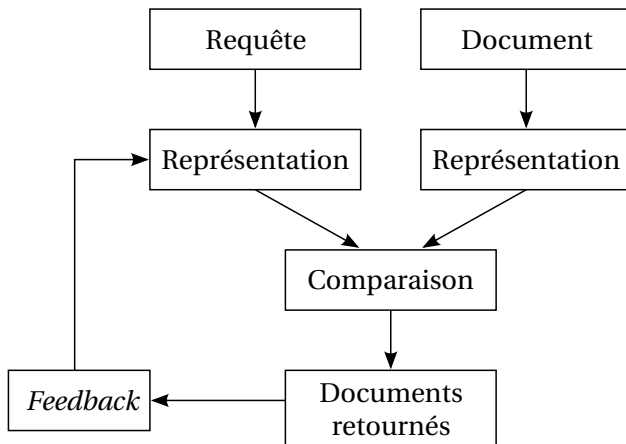 Requête
Document
Représentation
Représentation
Comparaison
Feedback
Documents
retournés